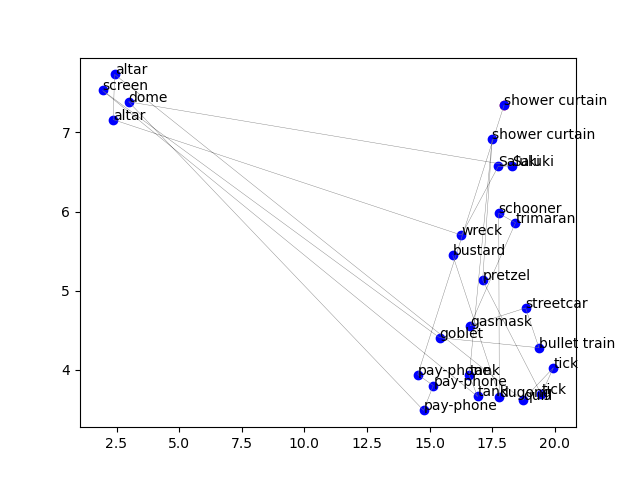 altar
screen
dome
altar
shower curtain
shower curtain
Saluki
Saluki
schooner
trimaran
wreck
bustard
pretzel
streetcar
gasmask
goblet
bullet train
tick
pay-phone
tank
pay-phone
tick
tank
dugong
quill
pay-phone
7
6
5
4
2.5
5.0
7.5
10.0
12.5
15.0
17.5
20.0